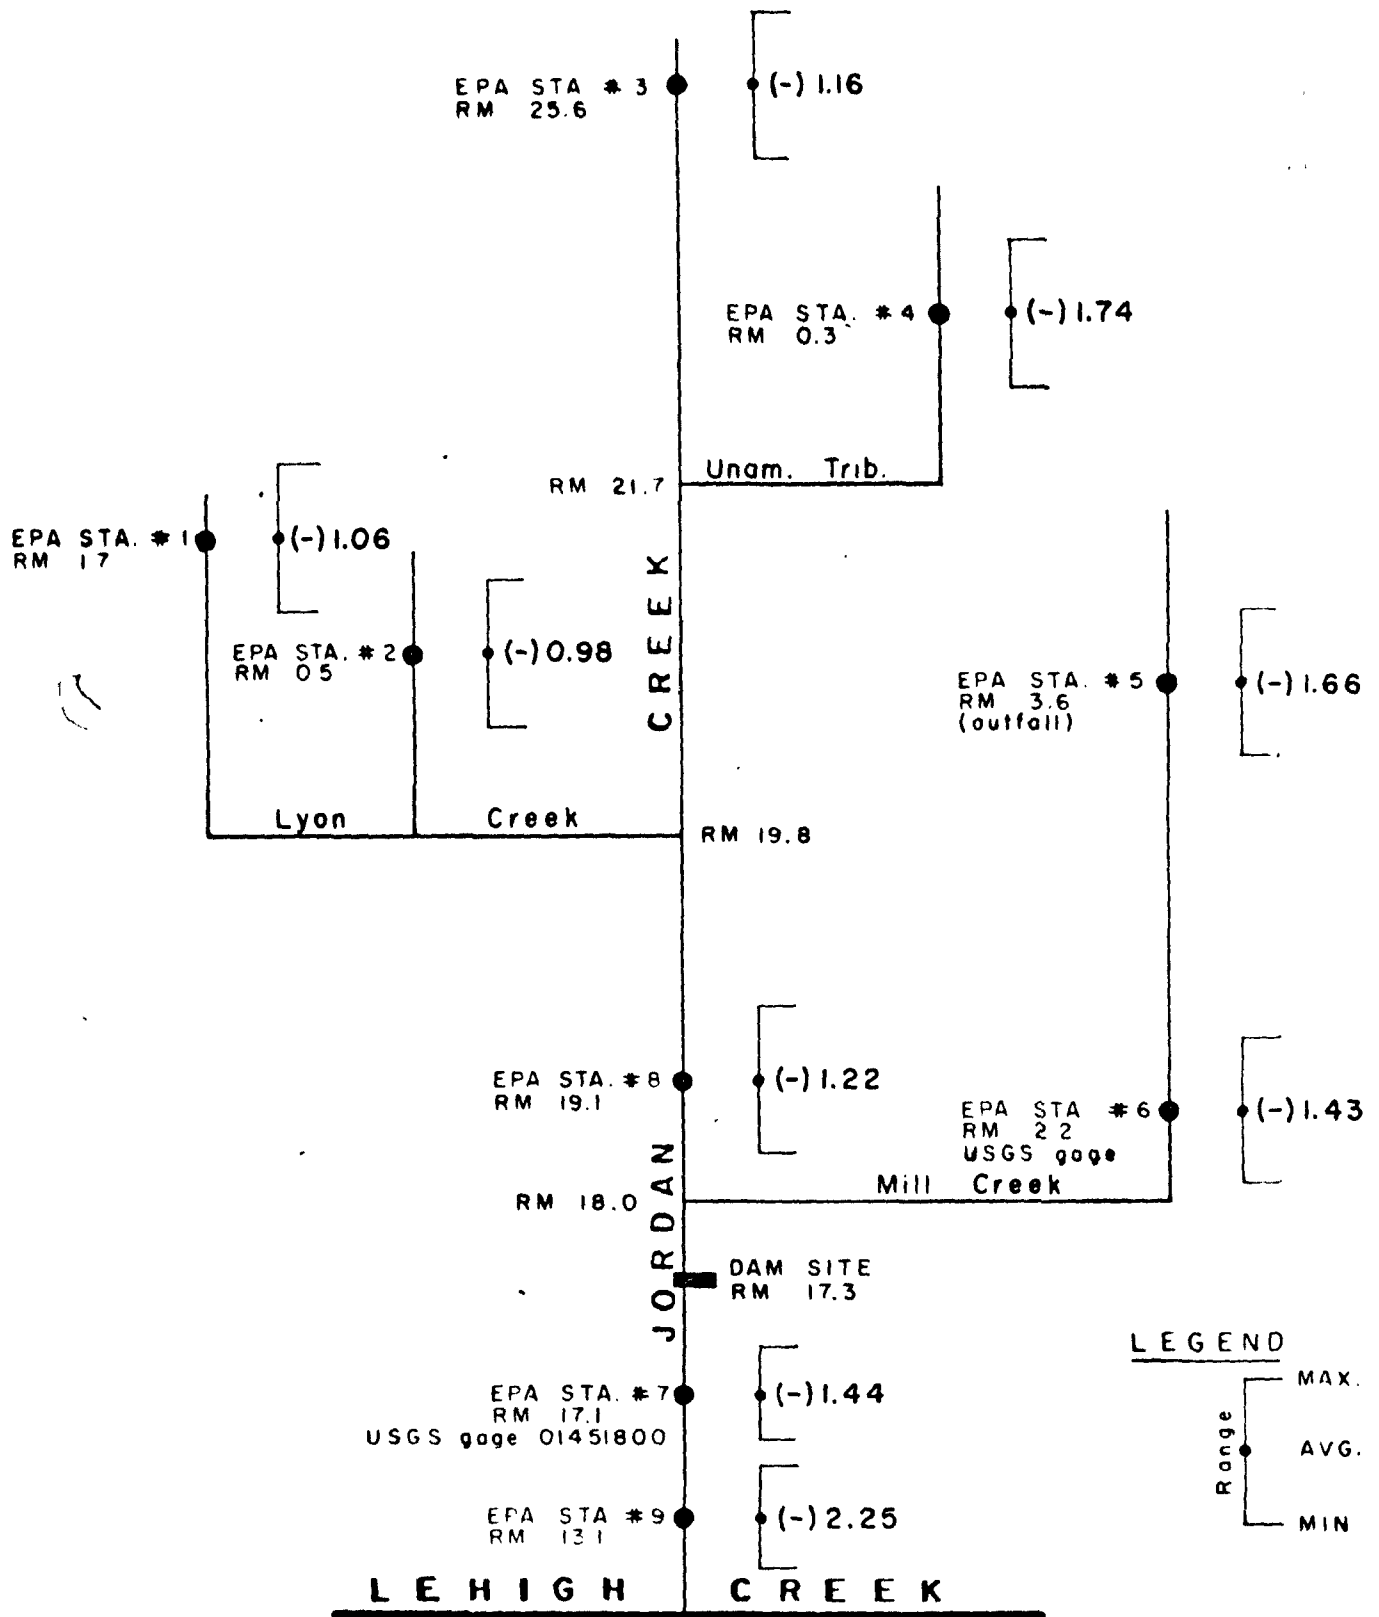 EPA STA # 3
RM 25.6
(-) 1.16
EPA STA. # 4
RM 0.3
(-) 1.74
Unam. Trib.
RM 21.7
EPA STA. # 1
RM 1 7
(-) 1.06
EPA STA. # 2
RM 0 5
(-) 0.98
CREEK
EPA STA. # 5
RM 3.6
(outfall)
(-) 1.66
Lyon Creek
RM 19.8
EPA STA. # 8
RM 19.1
(-) 1.22
EPA STA # 6
RM 2 2
USGS gage
(-) 1.43
Mill Creek
RM 18.0
JORDAN
DAM SITE
RM 17.3
EPA STA. # 7
RM 17.1
USGS gage 01451800
(-) 1.44
EPA STA # 9
RM 13 1
(-) 2.25
LEHIGH CREEK
LEGEND
MAX.
Range
AVG.
MIN